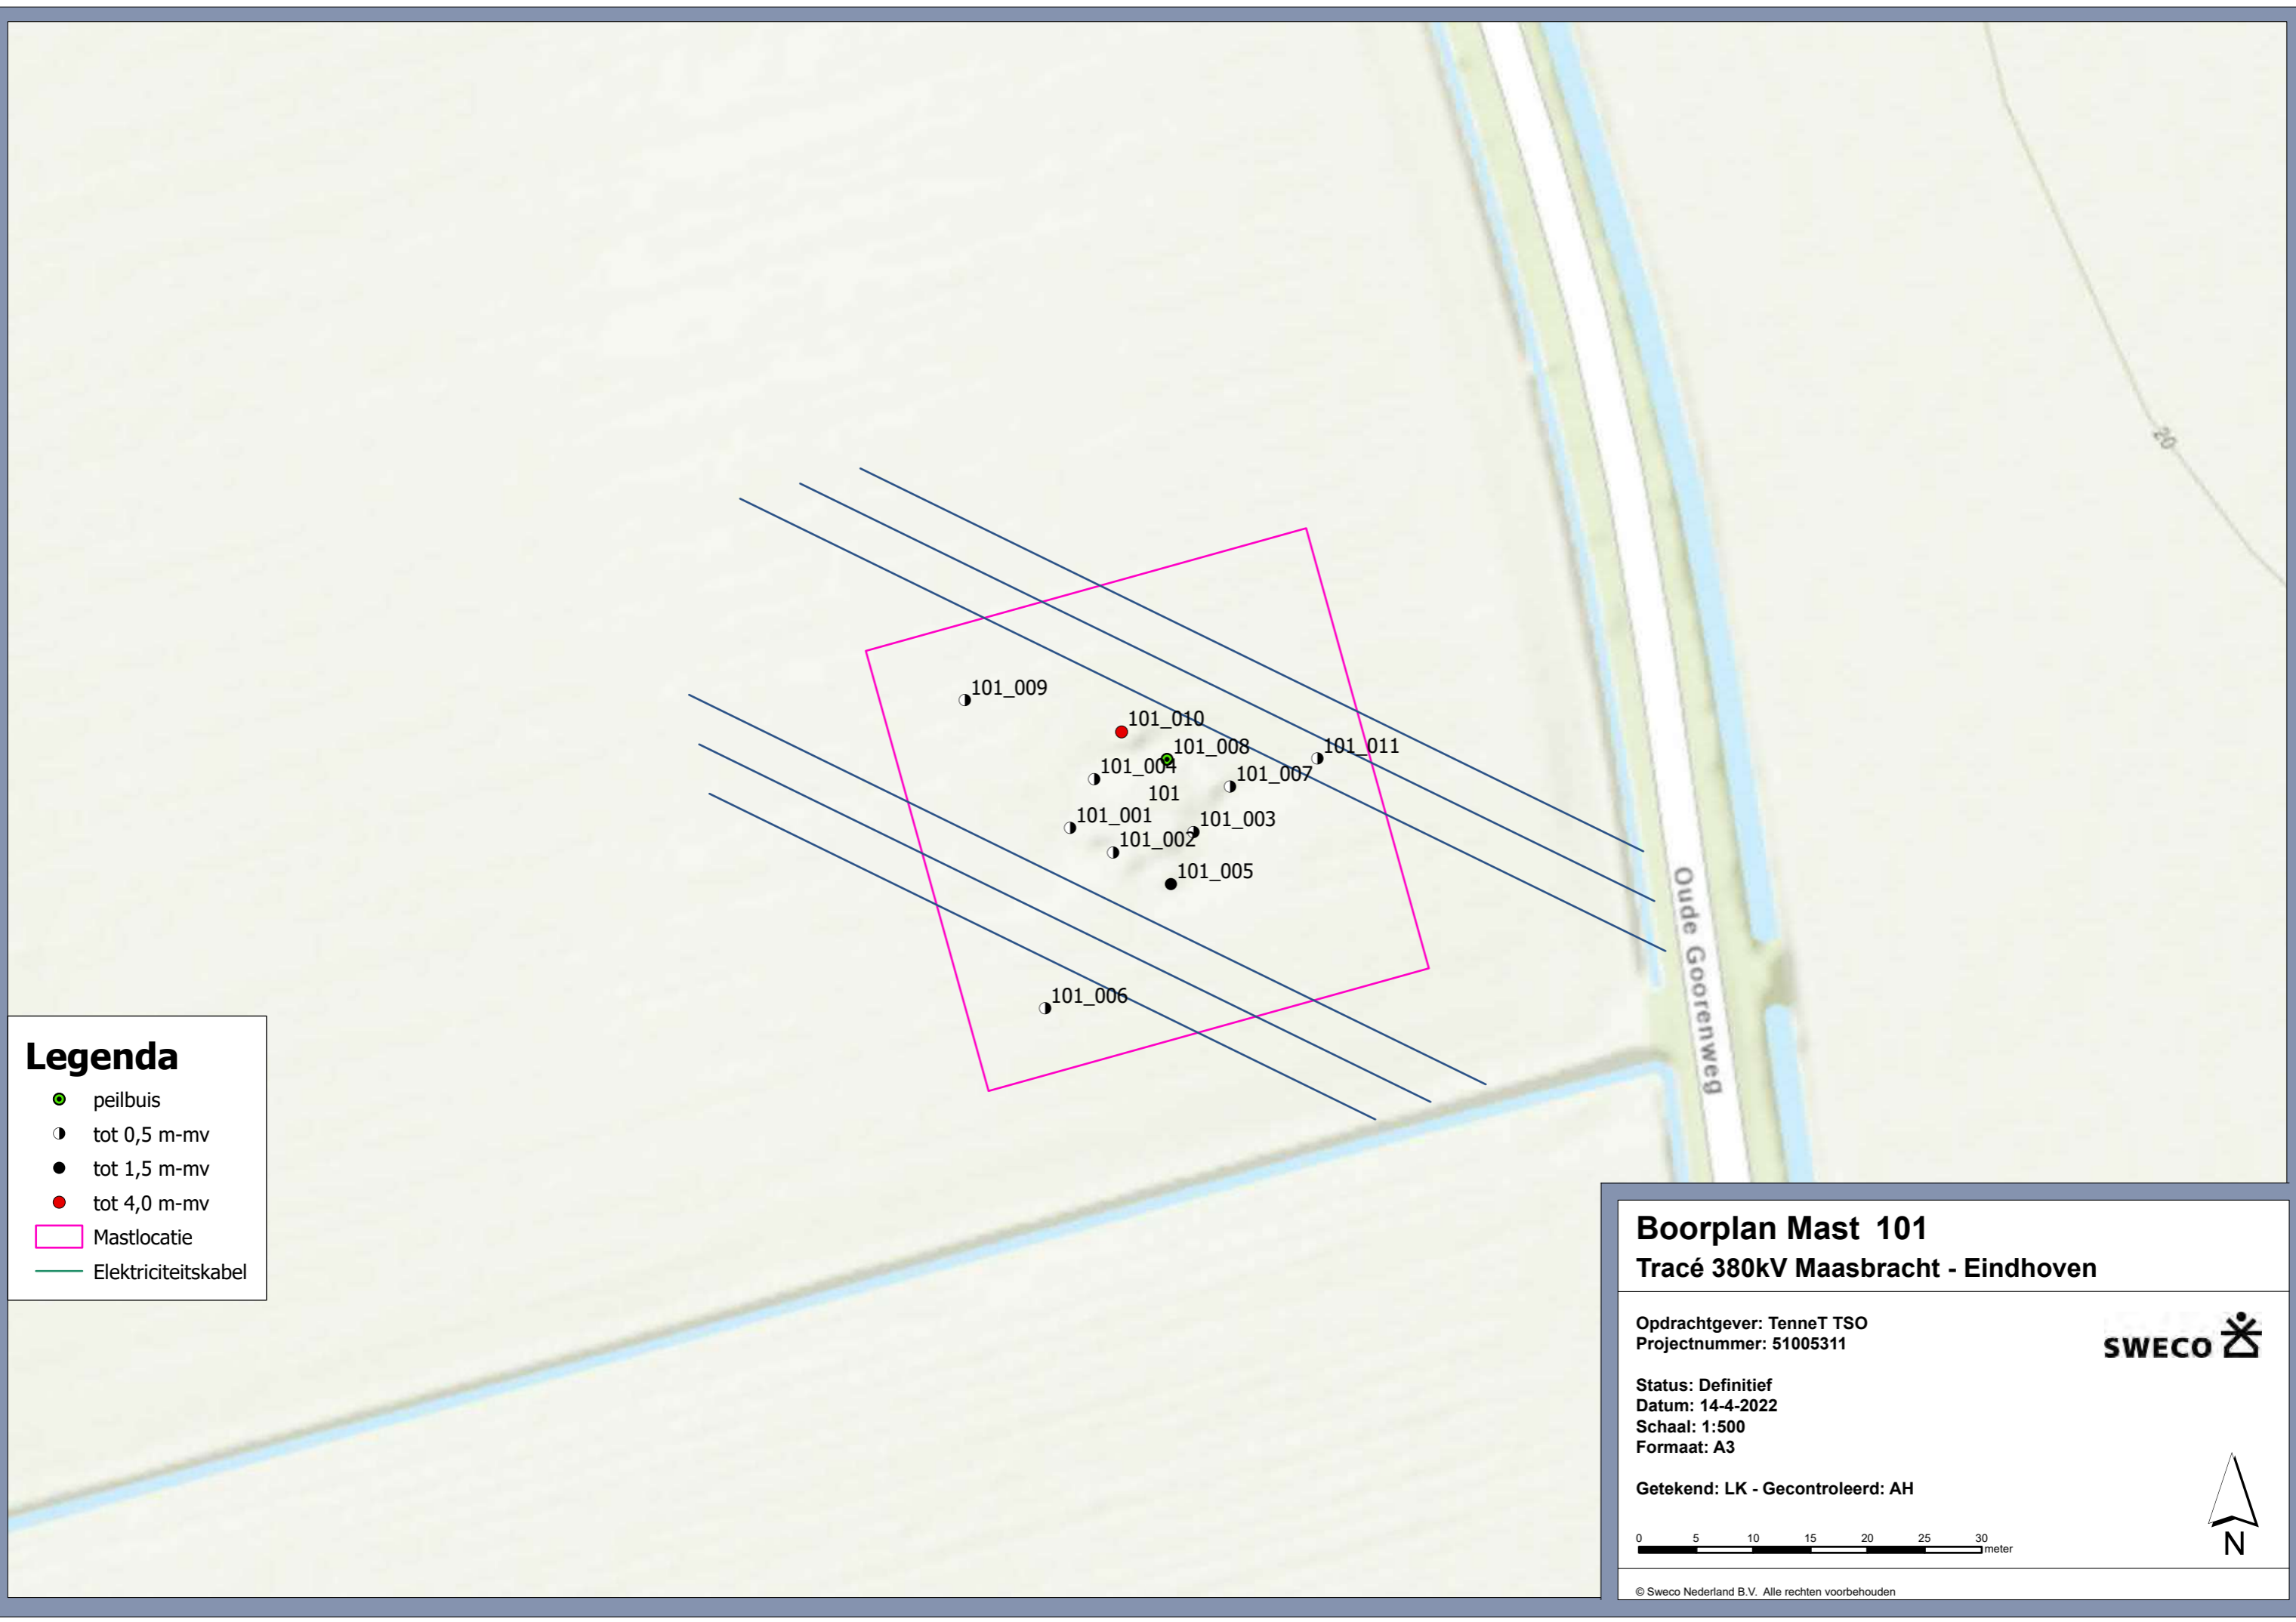 101_009
101_010
101_008
101_011
101_004
101_007
101
101_001
101_003
101_002
101_005
101_006
20
Oude Goorenweg
Legenda
peilbuis
tot 0,5 m-mv
tot 1,5 m-mv
tot 4,0 m-mv
Mastlocatie
Elektriciteitskabel
Boorplan Mast 101
Tracé 380kV Maasbracht - Eindhoven
Opdrachtgever: TenneT TSO
Projectnummer: 51005311
SWECO
Status: Definitief
Datum: 14-4-2022
Schaal: 1:500
Formaat: A3
Getekend: LK - Gecontroleerd: AH
0 5 10 15 20 25 30
meter
N
© Sweco Nederland B.V. Alle rechten voorbehouden